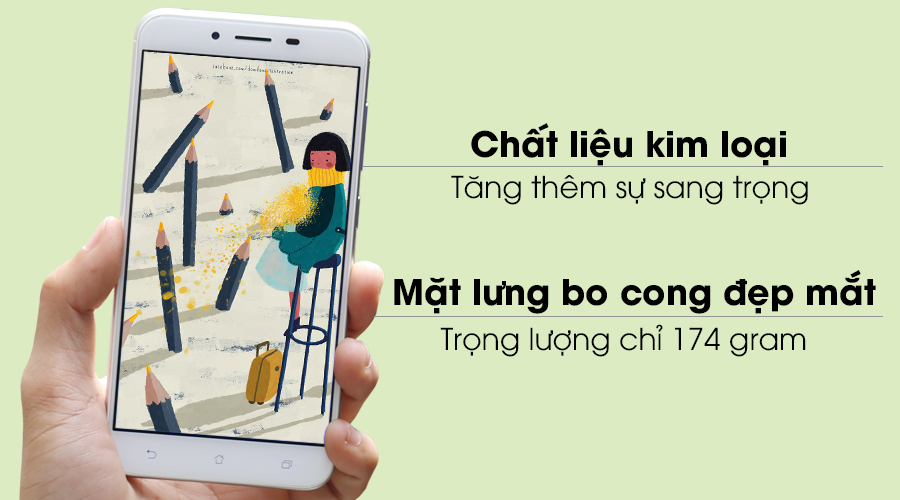 Chất liệu kim loại
Tăng thêm sự sang trọng
Mặt lưng bo cong đẹp mắt
Trọng lượng chỉ 174 gram